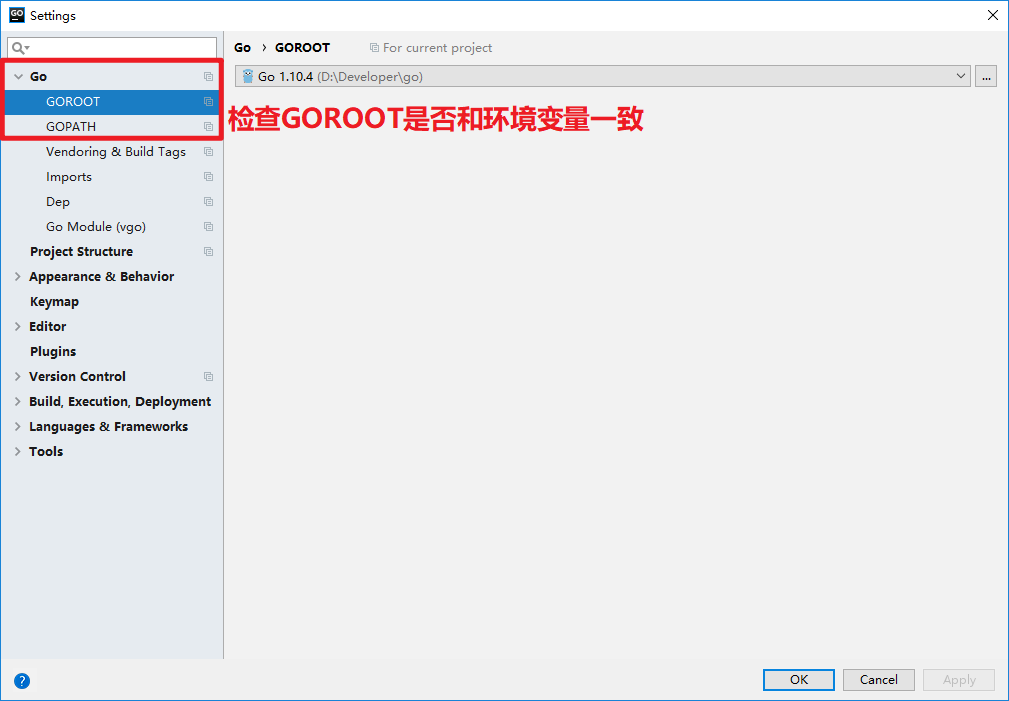 Settings
Go › GOROOT For current project
Go
Go 1.10.4 (D:\Developer\go)
...
GOROOT
检查GOROOT是否和环境变量一致
GOPATH
Vendoring & Build Tags
Imports
Dep
Go Module (vgo)
Project Structure
Appearance & Behavior
Keymap
Editor
Plugins
Version Control
Build, Execution, Deployment
Languages & Frameworks
Tools
?
OK
Cancel
Apply